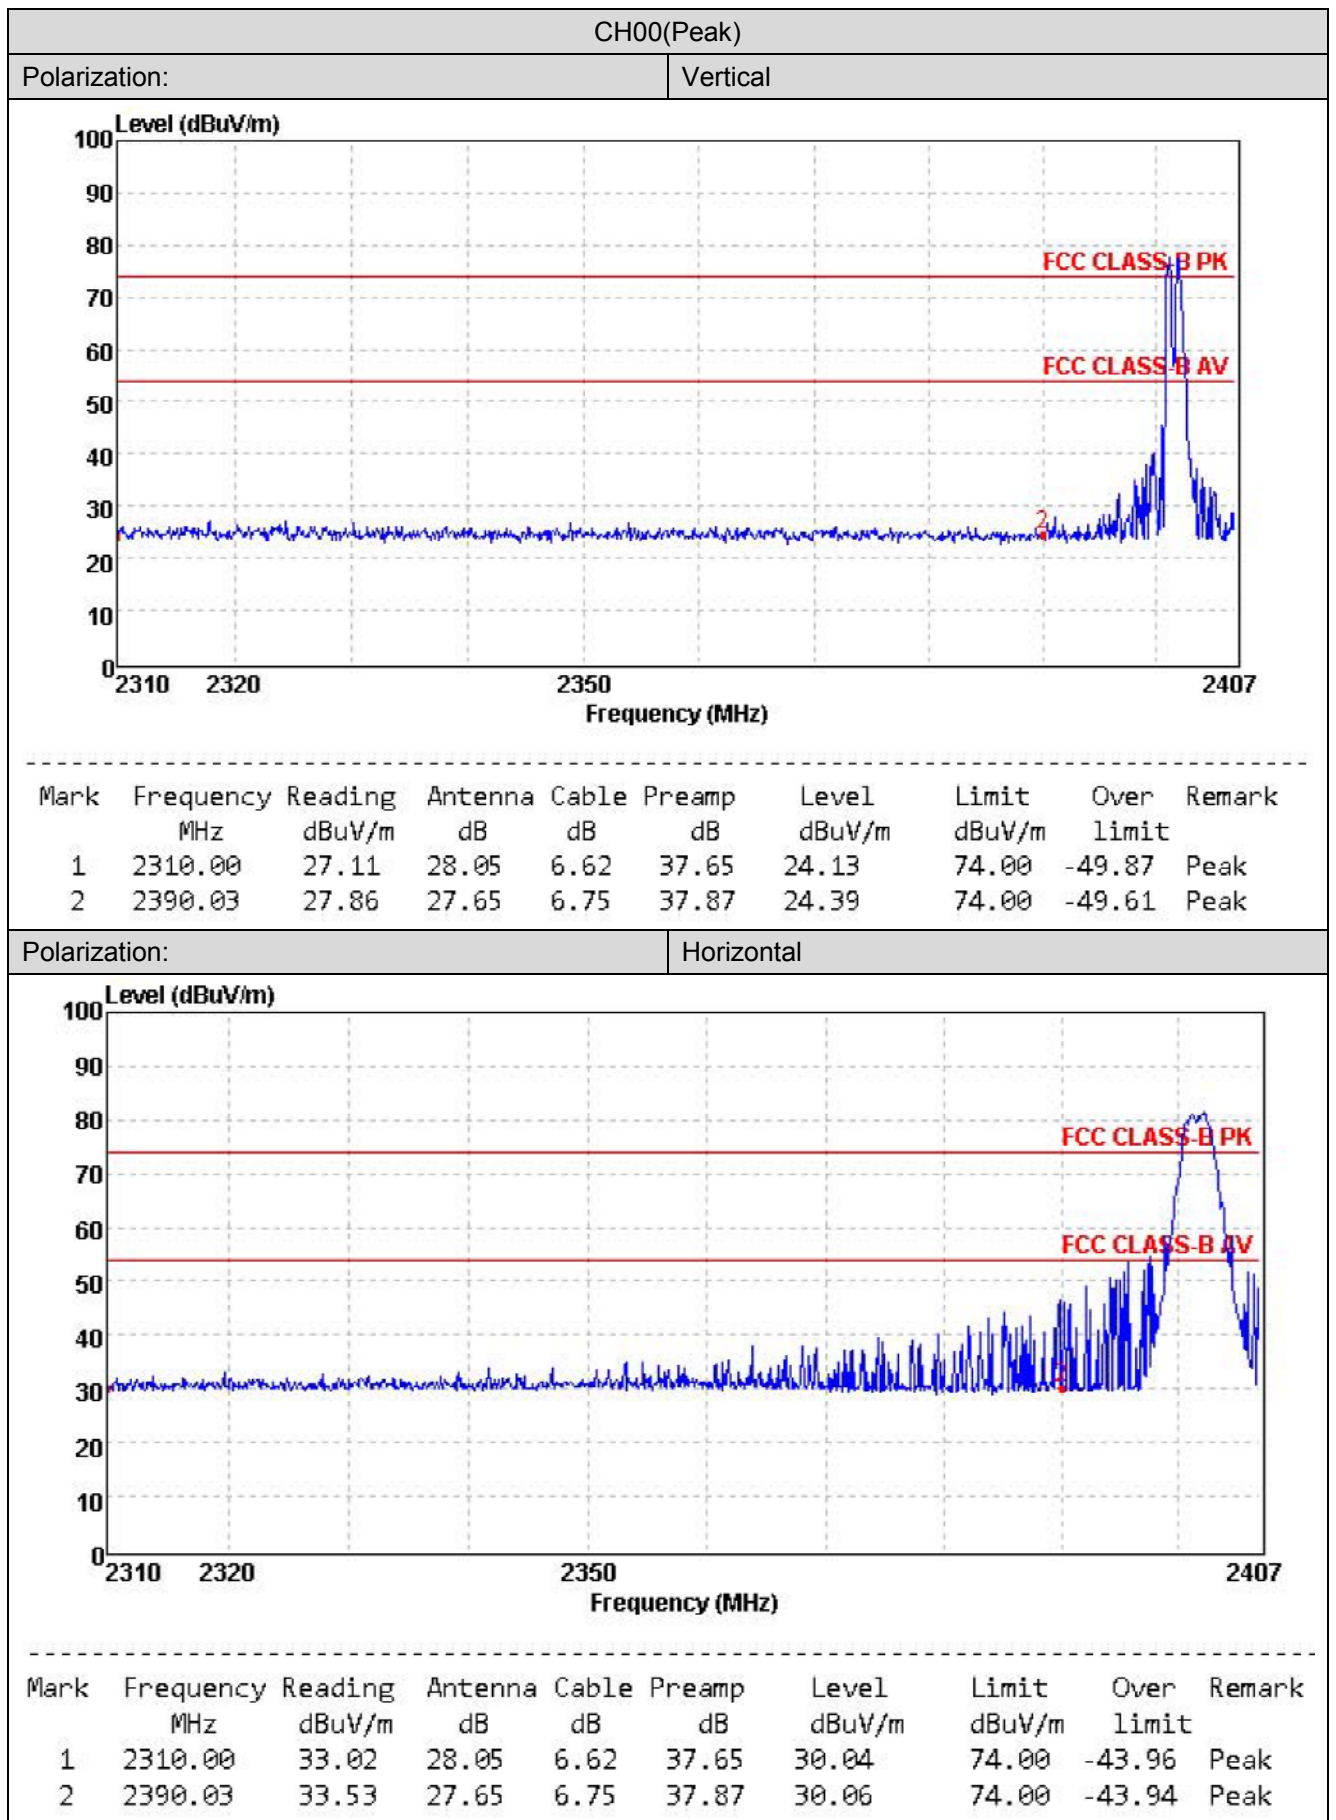 CH00(Peak)
Polarization: Vertical
Level (dBuV/m)
100
90
80
FCC CLASS-B PK
70
60
FCC CLASS-B AV
50
40
30
2
20
10
0
2310 2320 2350 2407
Frequency (MHz)
Mark Frequency Reading Antenna Cable Preamp Level Limit Over Remark
MHz dBuV/m dB dB dB dBuV/m dBuV/m limit
1 2310.00 27.11 28.05 6.62 37.65 24.13 74.00 -49.87 Peak
2 2390.03 27.86 27.65 6.75 37.87 24.39 74.00 -49.61 Peak
Polarization: Horizontal
Level (dBuV/m)
100
90
80
FCC CLASS-B PK
70
60
FCC CLASS-B AV
50
40
30
20
10
0
2310 2320 2350 2407
Frequency (MHz)
Mark Frequency Reading Antenna Cable Preamp Level Limit Over Remark
MHz dBuV/m dB dB dB dBuV/m dBuV/m limit
1 2310.00 33.02 28.05 6.62 37.65 30.04 74.00 -43.96 Peak
2 2390.03 33.53 27.65 6.75 37.87 30.06 74.00 -43.94 Peak